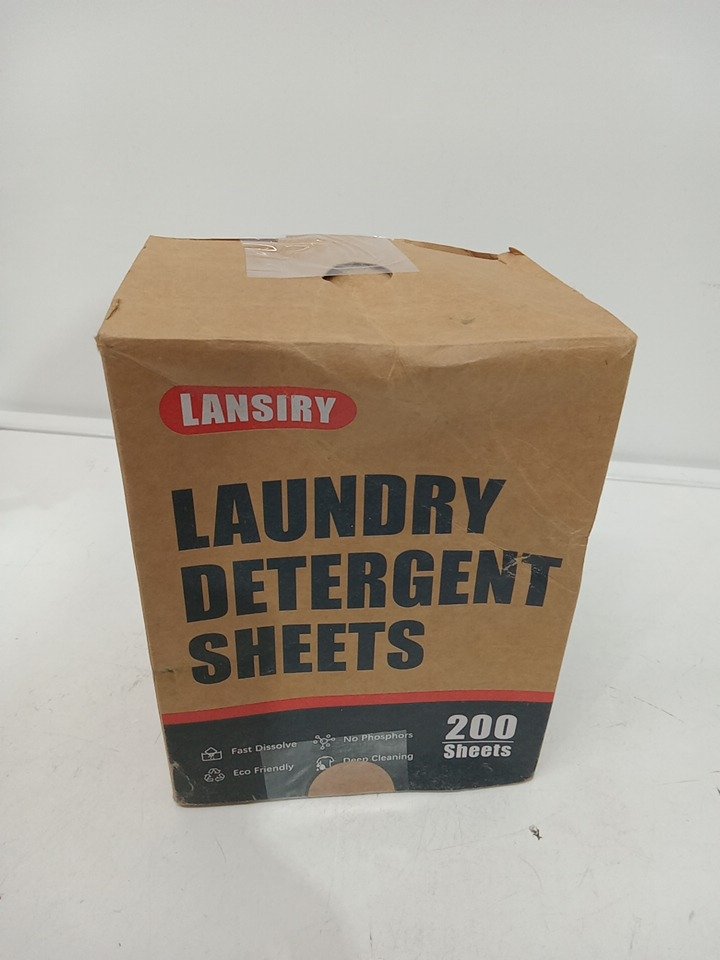 LANSIRY
LAUNDRY
DETERGENT
SHEETS
Fast Dissolve
No Phosphors
Eco Friendly
Deep Cleaning
200
Sheets